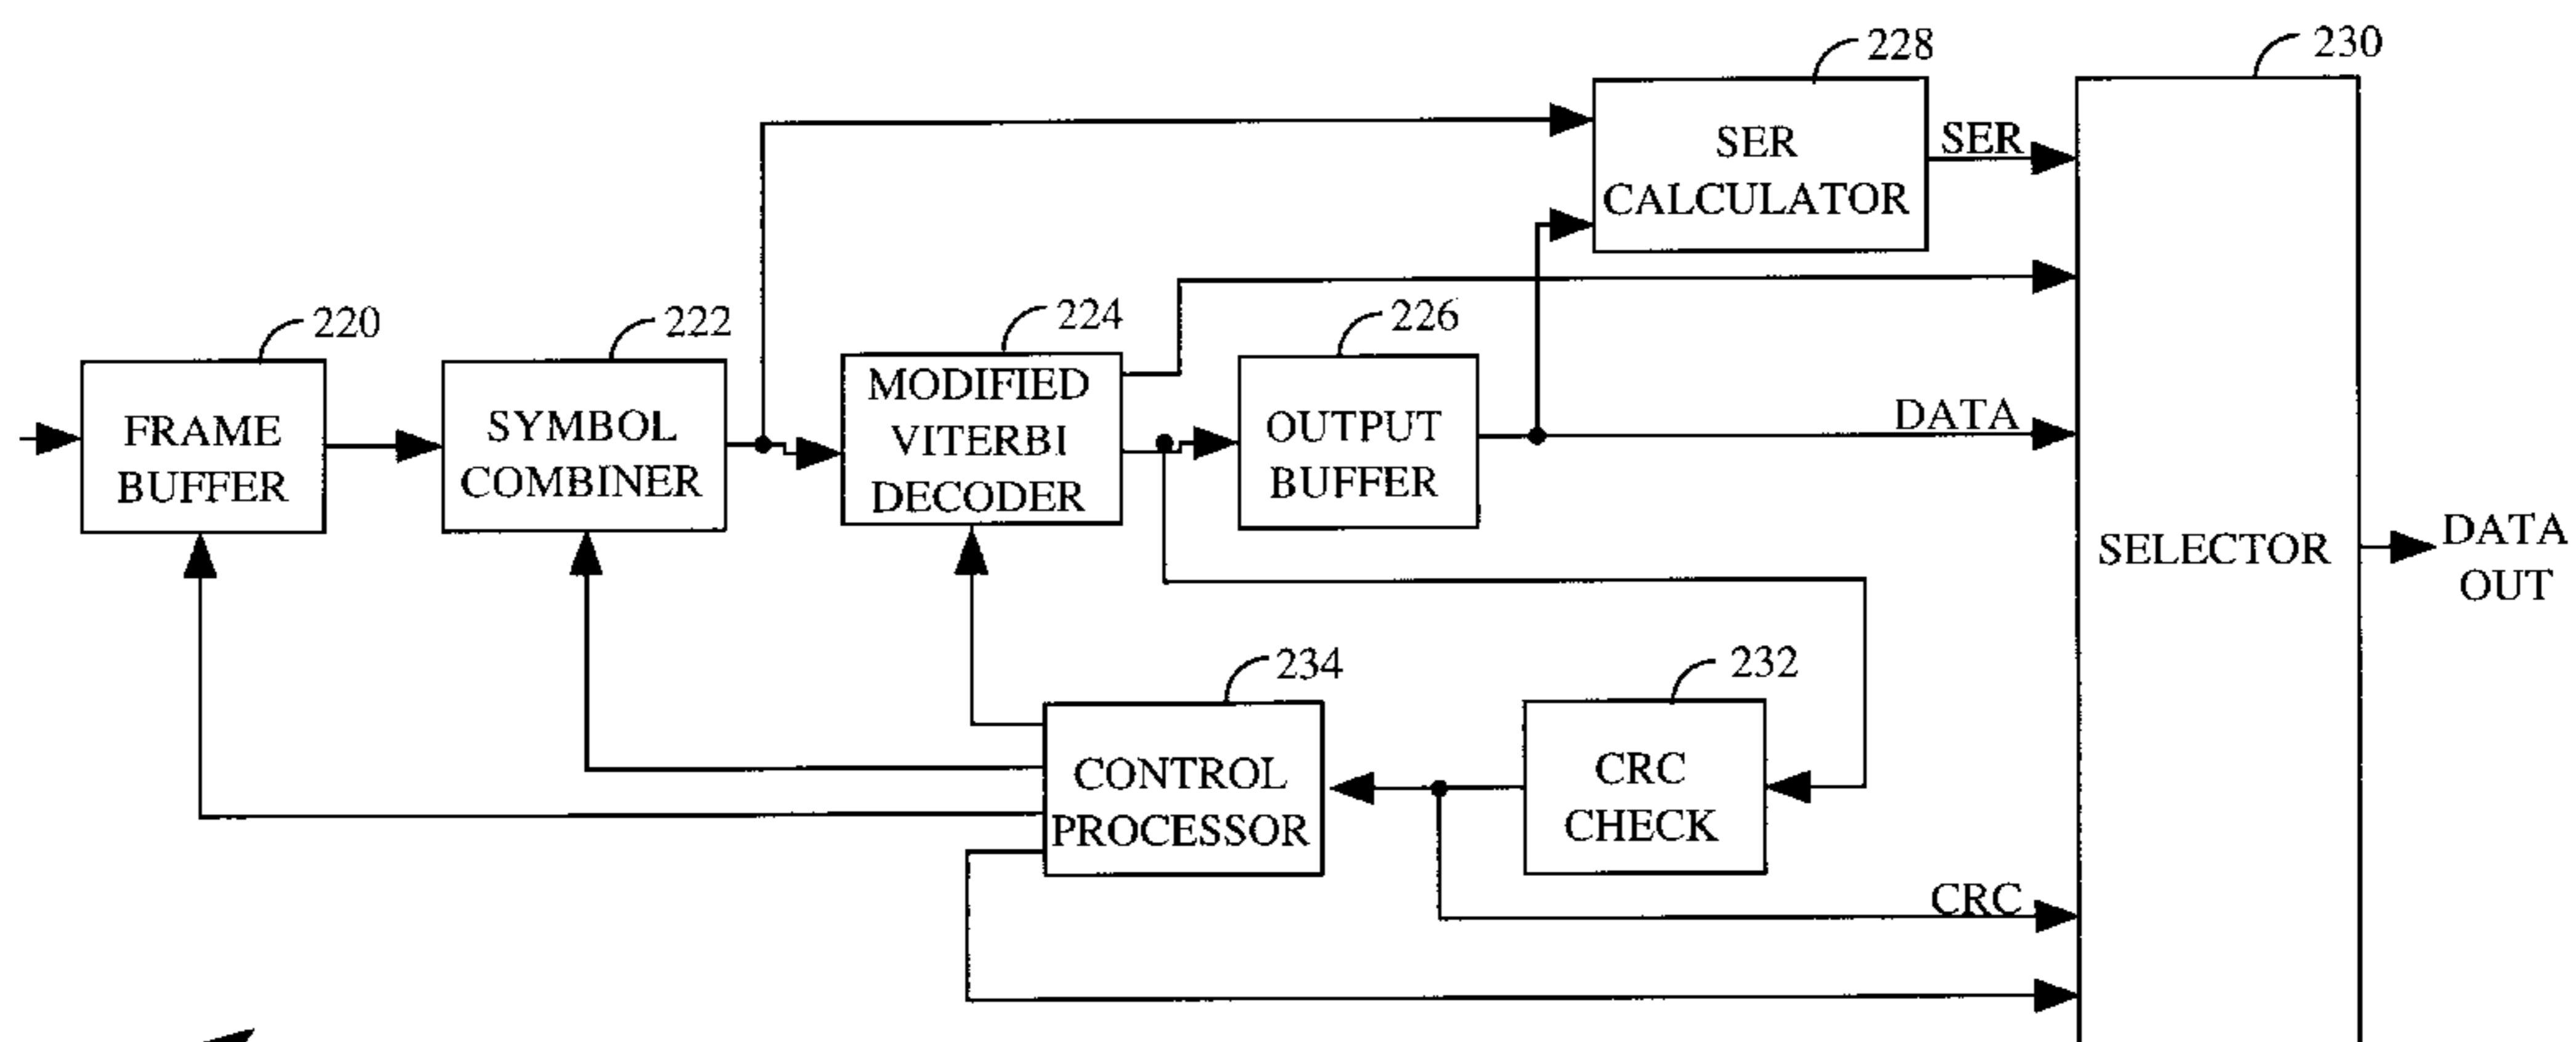 228
230
SER
CALCULATOR
SER
220
222
224
226
FRAME
BUFFER
SYMBOL
COMBINER
MODIFIED
VITERBI
DECODER
OUTPUT
BUFFER
DATA
SELECTOR
DATA
OUT
234
232
CONTROL
PROCESSOR
CRC
CHECK
CRC